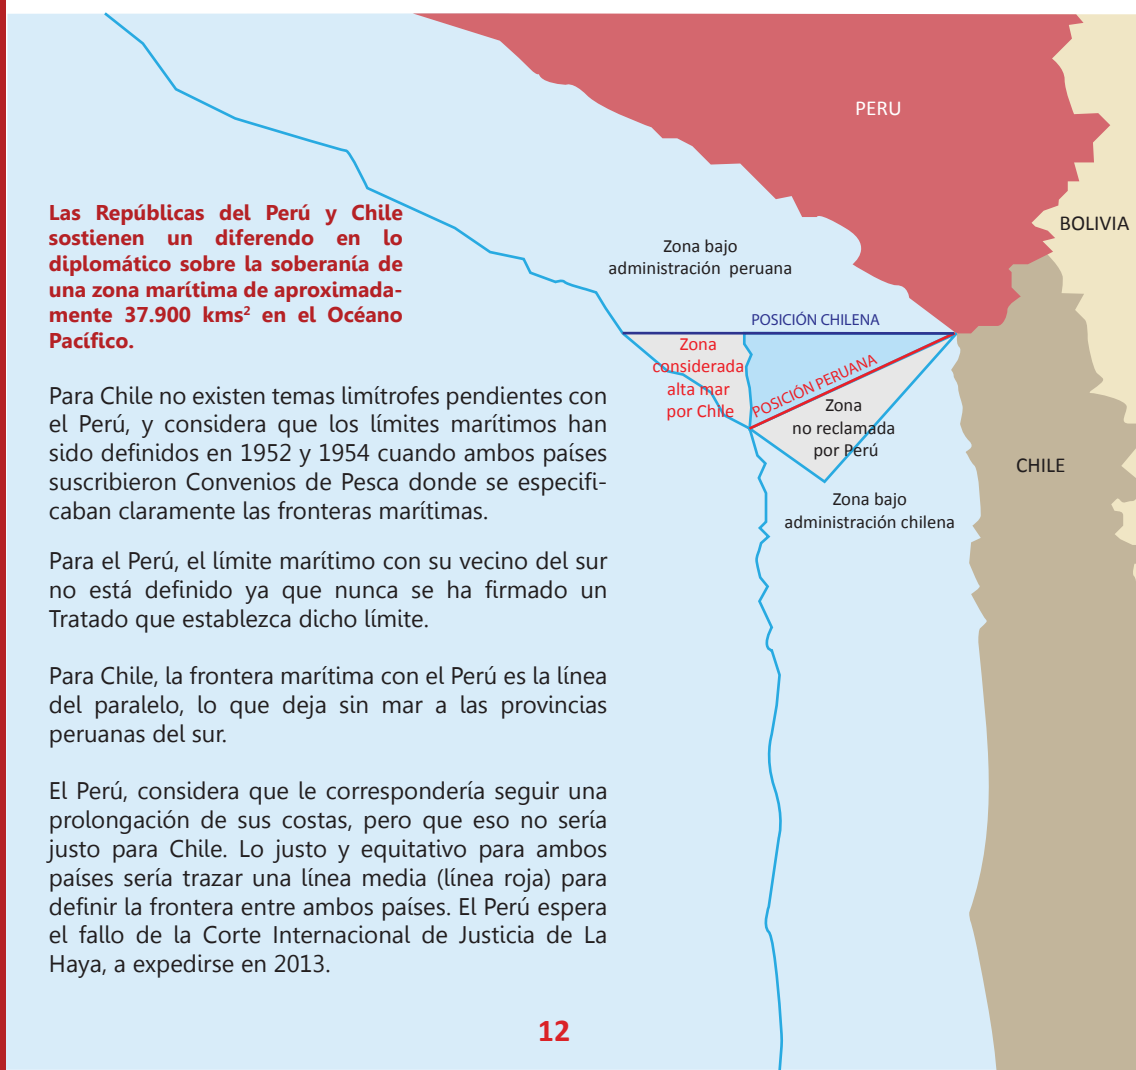 Las Repúblicas del Perú y Chile
sostienen un diferendo en lo
diplomático sobre la soberanía de
una zona marítima de aproximada-
mente 37.900 kms² en el Océano
Pacífico.
Para Chile no existen temas limítrofes pendientes con
el Perú, y considera que los límites marítimos han
sido definidos en 1952 y 1954 cuando ambos países
suscribieron Convenios de Pesca donde se especifi-
caban claramente las fronteras marítimas.
Para el Perú, el límite marítimo con su vecino del sur
no está definido ya que nunca se ha firmado un
Tratado que establezca dicho límite.
Para Chile, la frontera marítima con el Perú es la línea
del paralelo, lo que deja sin mar a las provincias
peruanas del sur.
El Perú, considera que le correspondería seguir una
prolongación de sus costas, pero que eso no sería
justo para Chile. Lo justo y equitativo para ambos
países sería trazar una línea media (línea roja) para
definir la frontera entre ambos países. El Perú espera
el fallo de la Corte Internacional de Justicia de La
Haya, a expedirse en 2013.
PERU
BOLIVIA
Zona bajo
administración peruana
POSICIÓN CHILENA
Zona
considerada
alta mar
por Chile
POSICIÓN PERUANA
Zona
no reclamada
por Perú
CHILE
Zona bajo
administración chilena
12